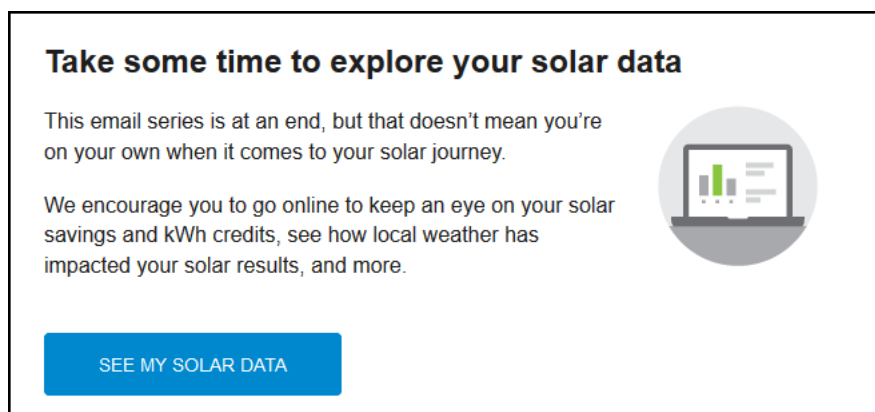 Take some time to explore your solar data
This email series is at an end, but that doesn’t mean you’re
on your own when it comes to your solar journey.
We encourage you to go online to keep an eye on your solar
savings and kWh credits, see how local weather has
impacted your solar results, and more.
SEE MY SOLAR DATA